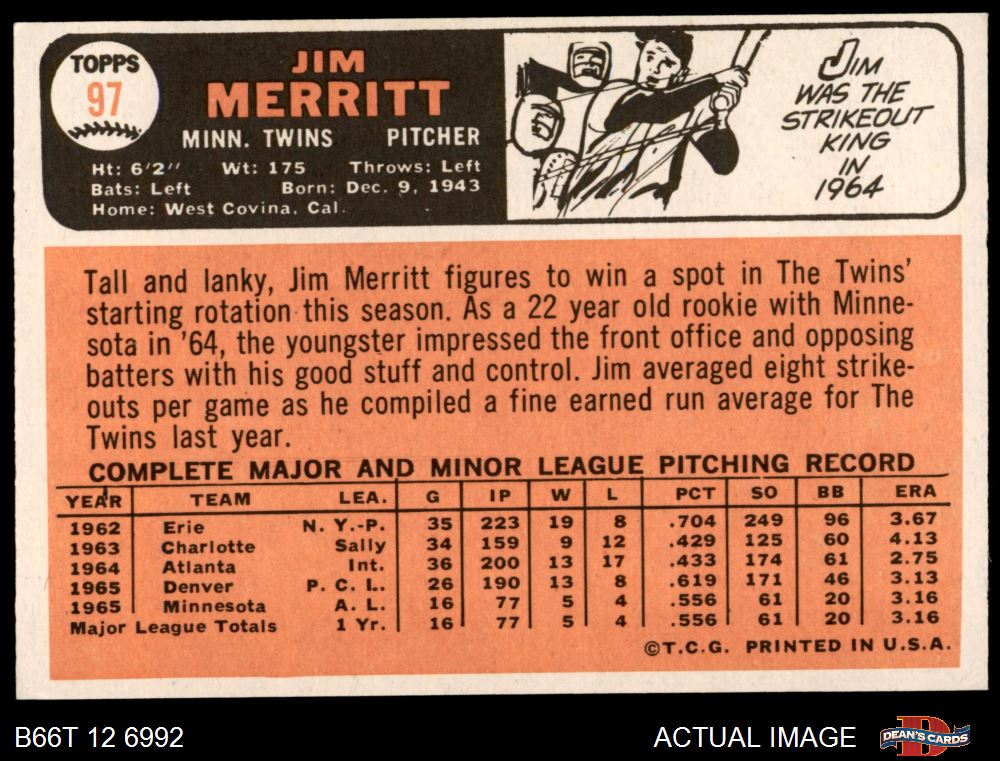 TOPPS
97
JIM
MERRITT
MINN. TWINS PITCHER
Ht: 6'2" Wt: 175 Throws: Left
Bats: Left Born: Dec. 9, 1943
Home: West Covina, Cal.
JIM
WAS THE
STRIKEOUT
KING
IN
1964
Tall and lanky, Jim Merritt figures to win a spot in The Twins'
starting rotation this season. As a 22 year old rookie with Minne-
sota in '64, the youngster impressed the front office and opposing
batters with his good stuff and control. Jim averaged eight strike-
outs per game as he compiled a fine earned run average for The
Twins last year.
COMPLETE MAJOR AND MINOR LEAGUE PITCHING RECORD
YEAR TEAM LEA. G IP W L PCT SO BB ERA
1962 Erie N. Y.-P. 35 223 19 8 .704 249 96 3.67
1963 Charlotte Sally 34 159 9 12 .429 125 60 4.13
1964 Atlanta Int. 36 200 13 17 .433 174 61 2.75
1965 Denver P. C. L. 26 190 13 8 .619 171 46 3.13
1965 Minnesota A. L. 16 77 5 4 .556 61 20 3.16
Major League Totals 1 Yr. 16 77 5 4 .556 61 20 3.16
©T.C.G. PRINTED IN U.S.A.
B66T 12 6992 ACTUAL IMAGE DEAN'S CARDS